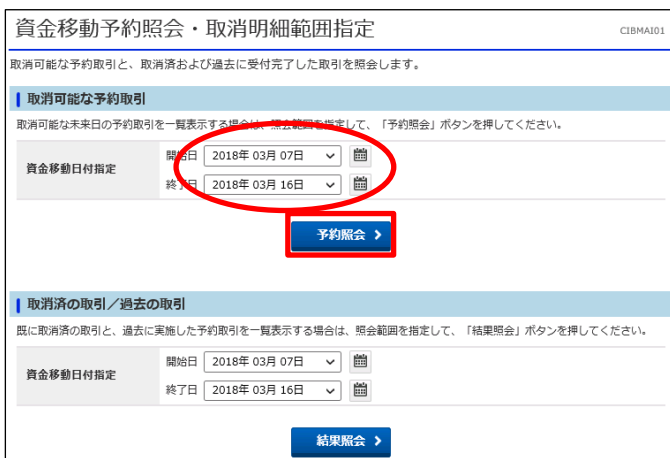 資金移動予約照会・取消明細範囲指定
CIBMAI01
取消可能な予約取引と、取消済および過去に受付完了した取引を照会します。
取消可能な予約取引
取消可能な未来日の予約取引を一覧表示する場合は、照会範囲を指定して、「予約照会」ボタンを押してください。
資金移動日付指定
開始日 2018年 03月 07日
終了日 2018年 03月 16日
予約照会
取消済の取引／過去の取引
既に取消済の取引と、過去に実施した予約取引を一覧表示する場合は、照会範囲を指定して、「結果照会」ボタンを押してください。
資金移動日付指定
開始日 2018年 03月 07日
終了日 2018年 03月 16日
結果照会